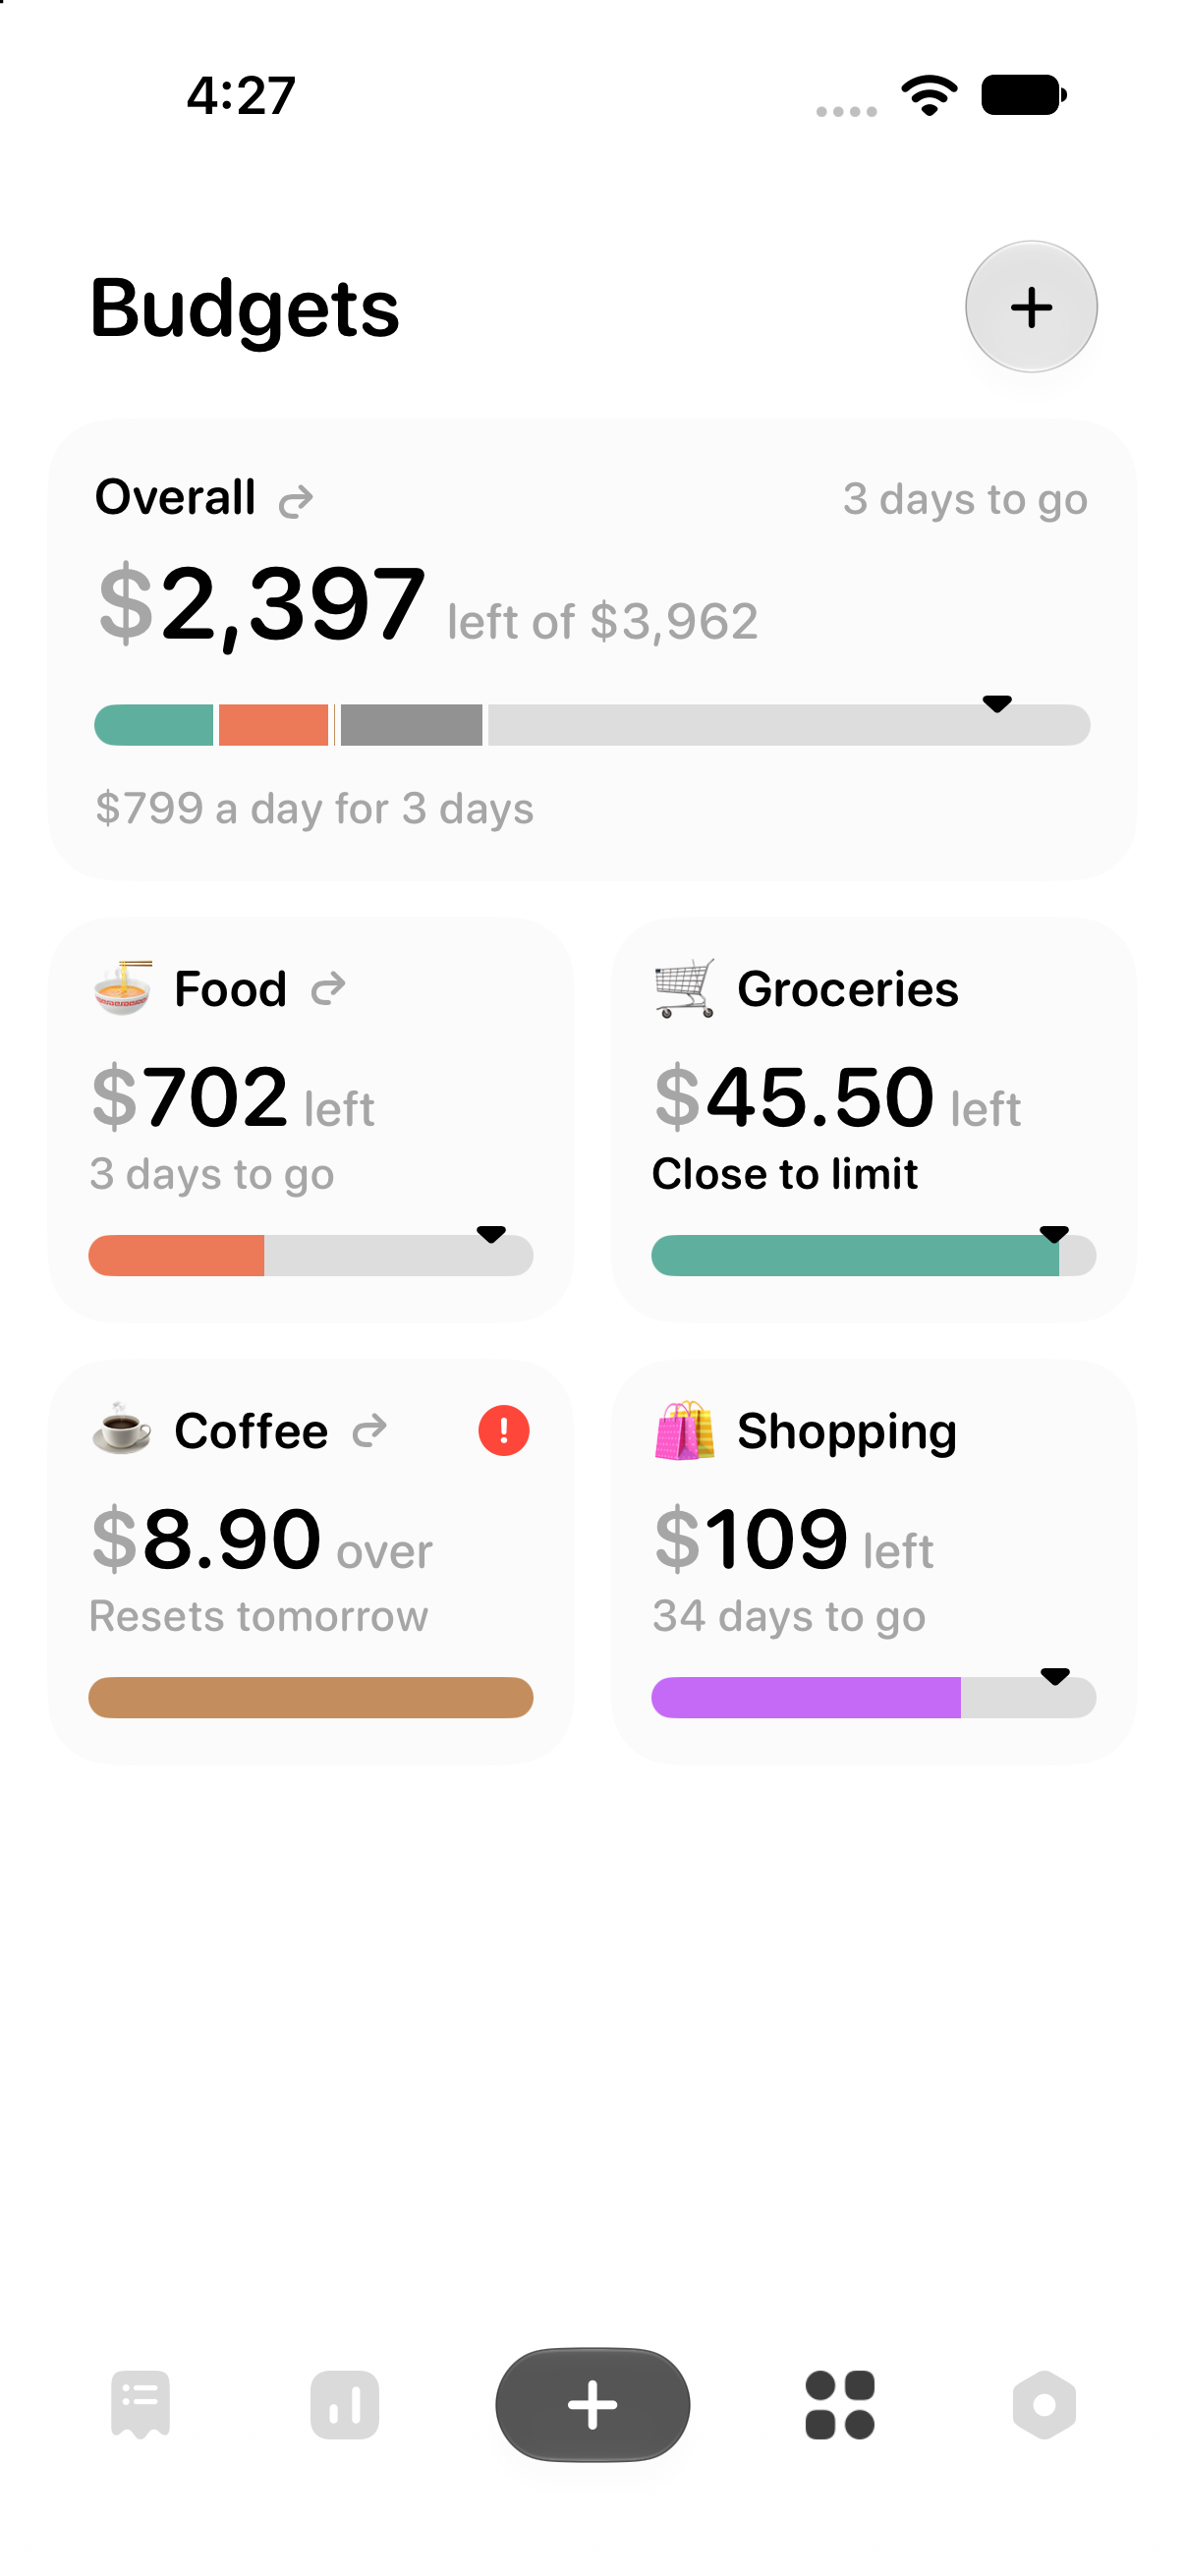 4:27
Budgets
Overall
3 days to go
$2,397 left of $3,962
$799 a day for 3 days
Food
$702 left
3 days to go
Groceries
$45.50 left
Close to limit
Coffee
$8.90 over
Resets tomorrow
Shopping
$109 left
34 days to go